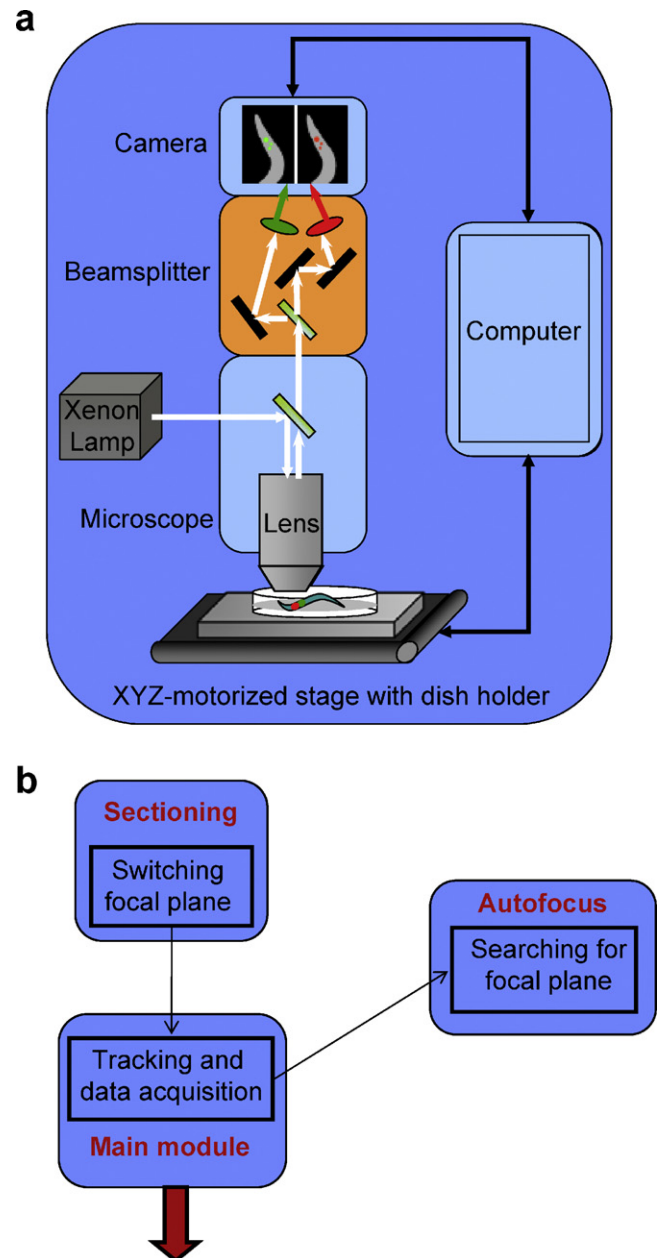 a
Camera
Beamsplitter
Xenon
Lamp
Computer
Microscope
Lens
XYZ-motorized stage with dish holder
b
Sectioning
Switching
focal plane
Autofocus
Searching for
focal plane
Tracking and
data acquisition
Main module